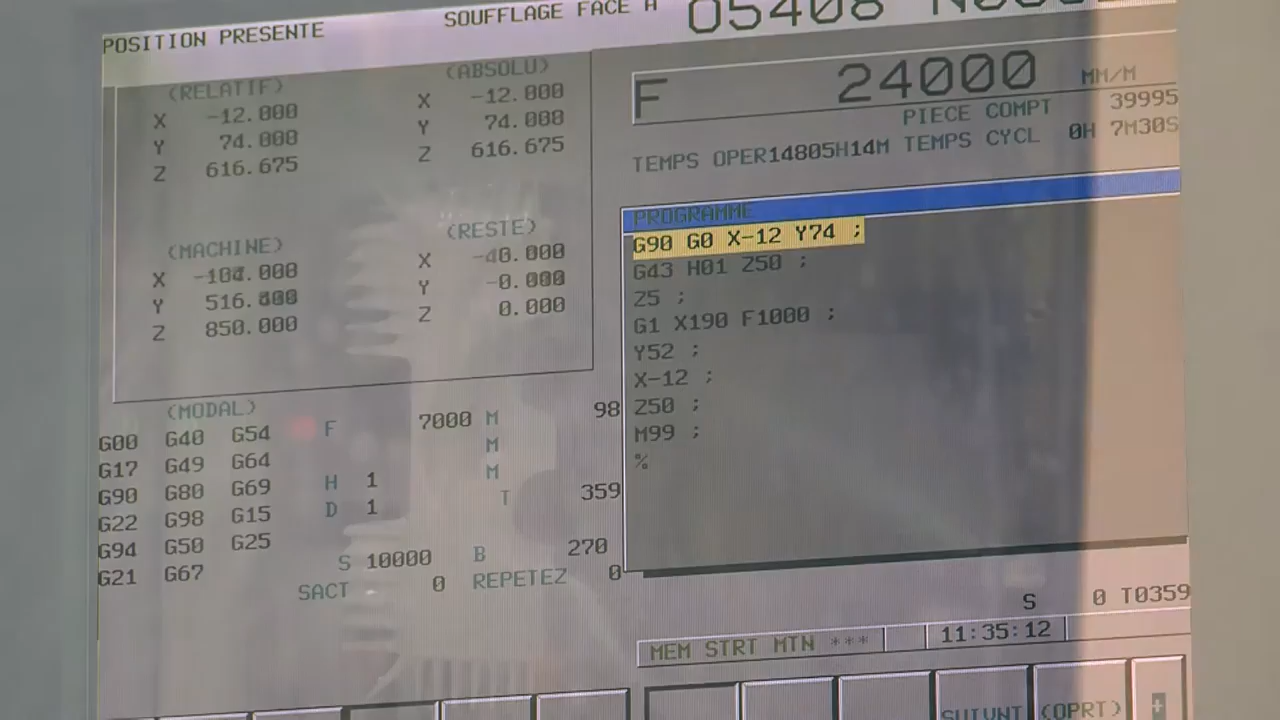 POSITION PRESENTE
SOUFFLAGE FACE A
O5408
(RELATIF)
X -12.000
Y 74.000
Z 616.675
(ABSOLU)
X -12.000
Y 74.000
Z 616.675
(MACHINE)
X
Y 516.
Z 850.000
(RESTE)
X -40.000
Y -0.000
Z 0.000
F 24000 MM/M
PIECE COMPT 39995
TEMPS OPER14805H14M TEMPS CYCL 0H 7M30S
PROGRAMME
G90 G0 X-12 Y74 ;
G43 H01 Z50 ;
Z5 ;
G1 X190 F1000 ;
Y52 ;
X-12 ;
Z50 ;
M99 ;
%
(MODAL)
G00 G40 G54
G17 G49 G64
G90 G80 G69
G22 G98 G15
G94 G50 G25
G21 G67
F 7000 M 98
M
H 1 M
D 1 T 359
S 10000 B 270
SACT 0 REPETEZ 0
S 0 T0359
MEM STRT MTN *** 11:35:12
SUIVNT (OPRT) +